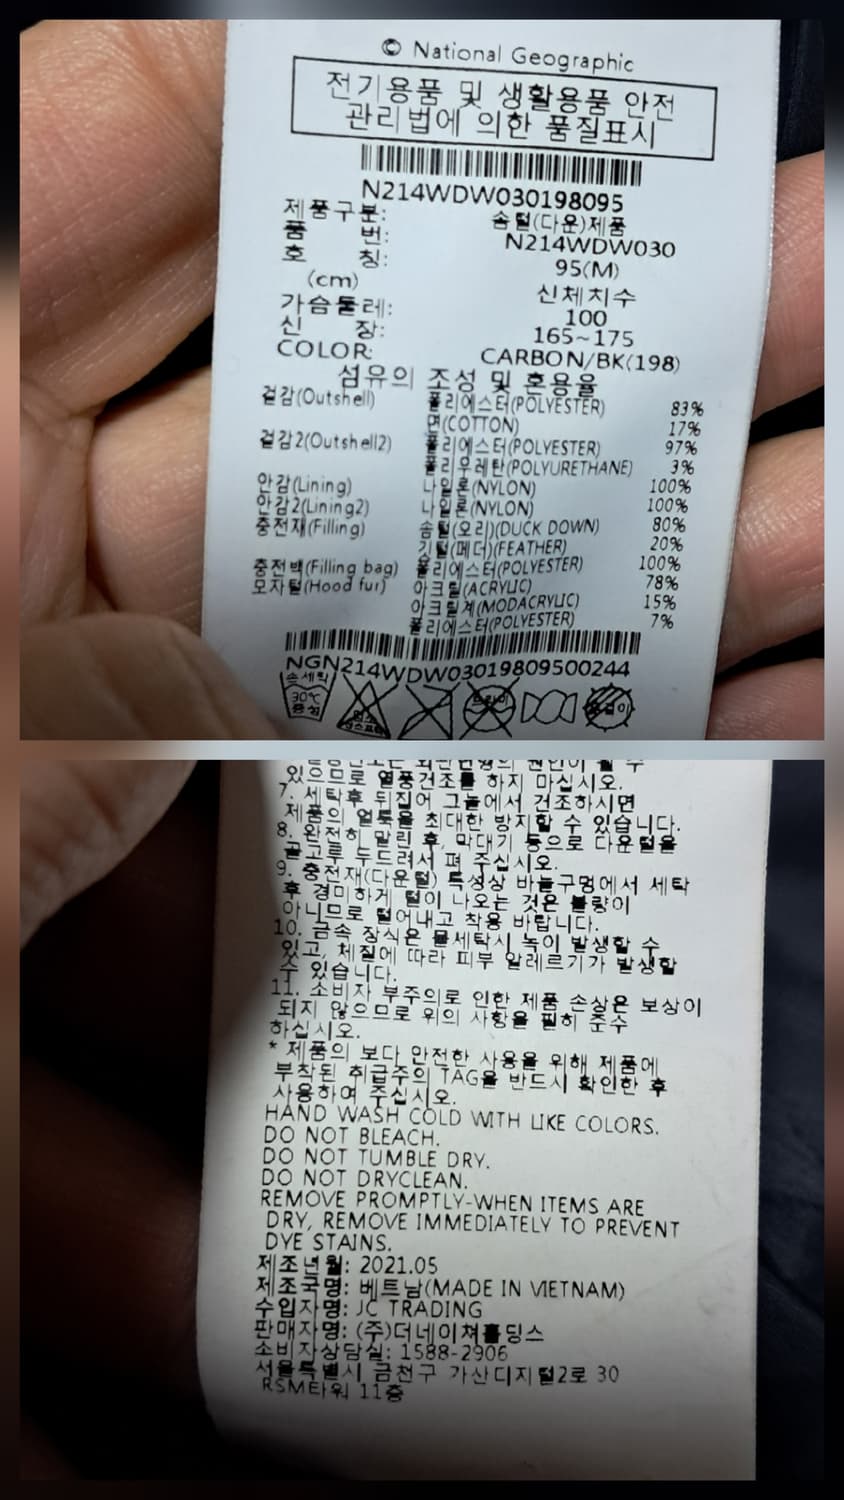 © National Geographic
전기용품 및 생활용품 안전
관리법에 의한 품질표시
N214WDW030198095
제품구분: 솜털(다운)제품
품 번: N214WDW030
호 칭: 95(M)
(cm) 신체치수
가슴둘레: 100
신 장: 165~175
COLOR: CARBON/BK(198)
섬유의 조성 및 혼용율
겉감(Outshell) 폴리에스터(POLYESTER) 83%
면(COTTON) 17%
겉감2(Outshell2) 폴리에스터(POLYESTER) 97%
폴리우레탄(POLYURETHANE) 3%
안감(Lining) 나일론(NYLON) 100%
안감2(Lining2) 나일론(NYLON) 100%
충전재(Filling) 솜털(오리)(DUCK DOWN) 80%
깃털(페더)(FEATHER) 20%
충전백(Filling bag) 폴리에스터(POLYESTER) 100%
모자털(Hood fur) 아크릴(ACRYLIC) 78%
아크릴계(MODACRYLIC) 15%
폴리에스터(POLYESTER) 7%
NGN214WDW03019809500244
손세탁
30℃
중성
있으므로 열풍건조를 하지 마십시오.
7. 세탁후 뒤집어 그늘에서 건조하시면
제품의 얼룩을 최대한 방지할 수 있습니다.
8. 완전히 말린 후, 막대기 등으로 다운털을
골고루 두드려서 펴 주십시오.
9. 충전재(다운털) 특성상 바늘구멍에서 세탁
후 경미하게 털이 나오는 것은 불량이
아니므로 털어내고 착용 바랍니다.
10. 금속 장식은 물세탁시 녹이 발생할 수
있고, 체질에 따라 피부 알레르기가 발생할
수 있습니다.
11. 소비자 부주의로 인한 제품 손상은 보상이
되지 않으므로 위의 사항을 필히 준수
하십시오.
* 제품의 보다 안전한 사용을 위해 제품에
부착된 취급주의 TAG을 반드시 확인한 후
사용하여 주십시오.
HAND WASH COLD WITH LIKE COLORS.
DO NOT BLEACH.
DO NOT TUMBLE DRY.
DO NOT DRYCLEAN.
REMOVE PROMPTLY-WHEN ITEMS ARE
DRY, REMOVE IMMEDIATELY TO PREVENT
DYE STAINS.
제조년월: 2021.05
제조국명: 베트남(MADE IN VIETNAM)
수입자명: JC TRADING
판매자명: (주)더네이쳐홀딩스
소비자상담실: 1588-2906
서울특별시 금천구 가산디지털2로 30
RSM타워 11층